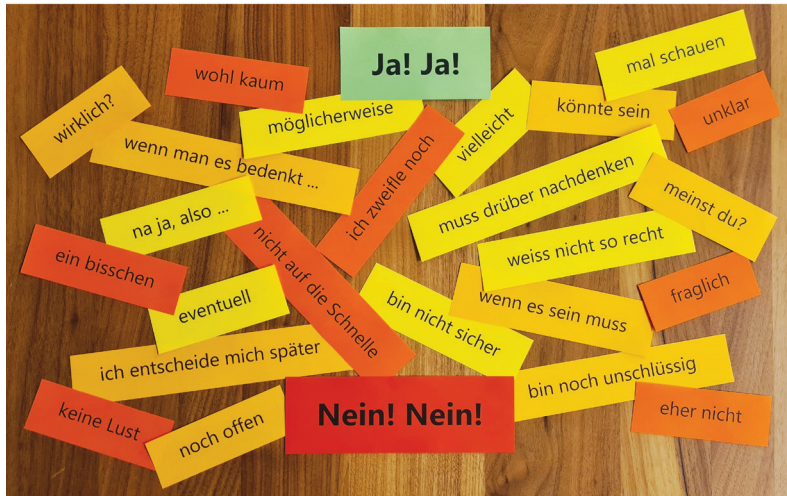 Ja! Ja!
mal schauen
wohl kaum
wirklich?
möglicherweise
vielleicht
könnte sein
unklar
wenn man es bedenkt ...
ich zweifle noch
muss drüber nachdenken
meinst du?
na ja, also ...
nicht auf die Schnelle
weiss nicht so recht
ein bisschen
eventuell
bin nicht sicher
wenn es sein muss
fraglich
ich entscheide mich später
bin noch unschlüssig
keine Lust
noch offen
Nein! Nein!
eher nicht